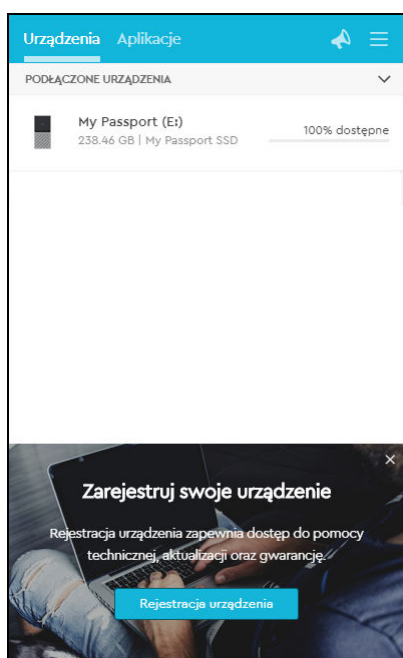 Urządzenia Aplikacje
PODŁĄCZONE URZĄDZENIA
My Passport (E:)
238.46 GB | My Passport SSD
100% dostępne
Zarejestruj swoje urządzenie
Rejestracja urządzenia zapewnia dostęp do pomocy
technicznej, aktualizacji oraz gwarancję.
Rejestracja urządzenia